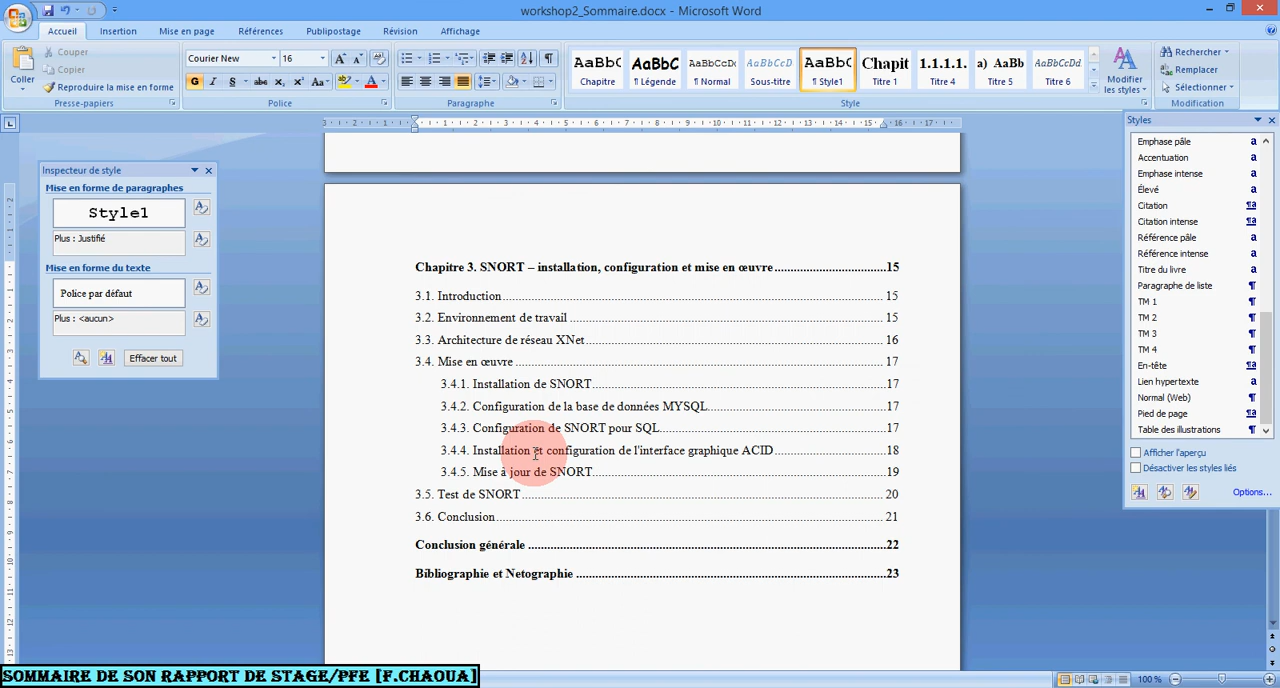 workshop2_Sommaire.docx - Microsoft Word
Accueil Insertion Mise en page Références Publipostage Révision Affichage
Coller
Couper
Copier
Reproduire la mise en forme
Presse-papiers
Courier New 16
G I S abc X₂ X² Aa
Police
Paragraphe
AaBbC Chapitre
AaBbC ¶ Légende
AaBbCcDc ¶ Normal
AaBbCcD Sous-titre
AaBbC ¶ Style1
Chapit Titre 1
1.1.1.1. Titre 4
a) AaBb Titre 5
AaBbCcDd Titre 6
Modifier les styles
Style
Rechercher
Remplacer
Sélectionner
Modification
Inspecteur de style
Mise en forme de paragraphes
Style1
Plus : Justifié
Mise en forme du texte
Police par défaut
Plus : <aucun>
Effacer tout
Chapitre 3. SNORT – installation, configuration et mise en œuvre 15
3.1. Introduction 15
3.2. Environnement de travail 15
3.3. Architecture de réseau XNet 16
3.4. Mise en œuvre 17
3.4.1. Installation de SNORT 17
3.4.2. Configuration de la base de données MYSQL 17
3.4.3. Configuration de SNORT pour SQL 17
3.4.4. Installation et configuration de l'interface graphique ACID 18
3.4.5. Mise à jour de SNORT 19
3.5. Test de SNORT 20
3.6. Conclusion 21
Conclusion générale 22
Bibliographie et Netographie 23
Styles
Emphase pâle a
Accentuation a
Emphase intense a
Élevé a
Citation ¶a
Citation intense ¶a
Référence pâle a
Référence intense a
Titre du livre a
Paragraphe de liste ¶
TM 1 ¶
TM 2 ¶
TM 3 ¶
TM 4 ¶
En-tête ¶a
Lien hypertexte a
Normal (Web) ¶
Pied de page ¶a
Table des illustrations ¶
Afficher l'aperçu
Désactiver les styles liés
Options...
SOMMAIRE DE SON RAPPORT DE STAGE/PFE [F.CHAOUA]
100 %